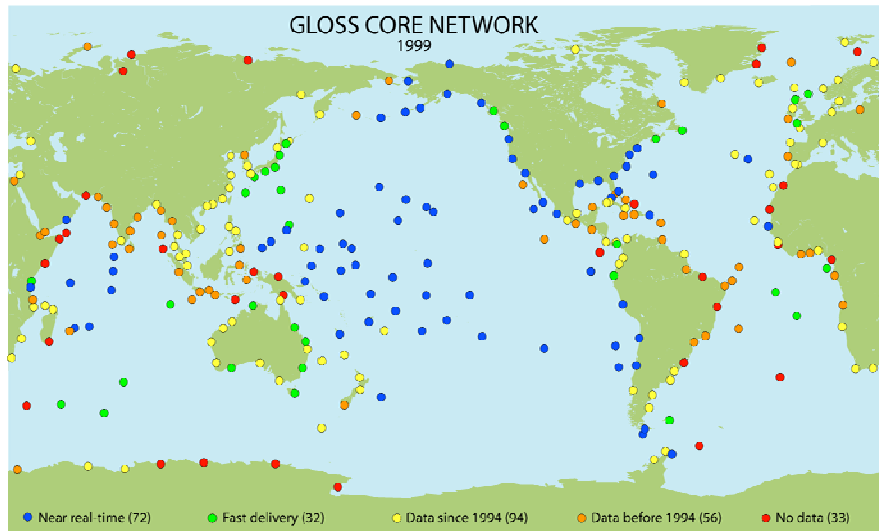 GLOSS CORE NETWORK
1999
Near real-time (72) Fast delivery (32) Data since 1994 (94) Data before 1994 (56) No data (33)